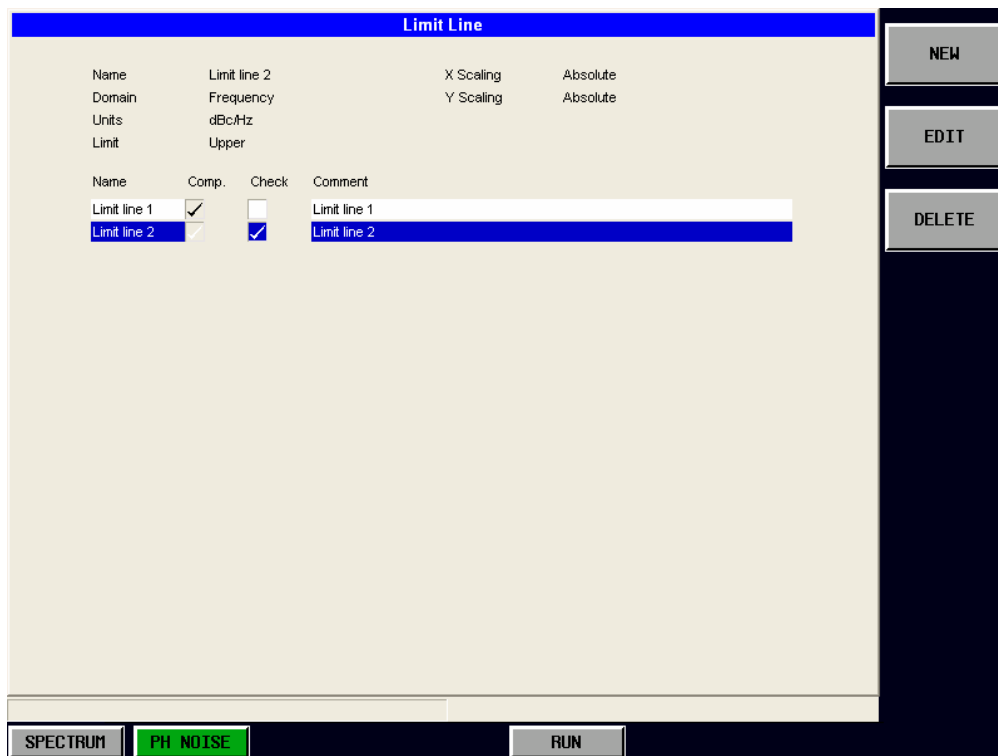 Limit Line
Name Limit line 2 X Scaling Absolute
Domain Frequency Y Scaling Absolute
Units dBc/Hz
Limit Upper
Name Comp. Check Comment
Limit line 1 Limit line 1
Limit line 2 Limit line 2
NEW
EDIT
DELETE
SPECTRUM PH NOISE RUN